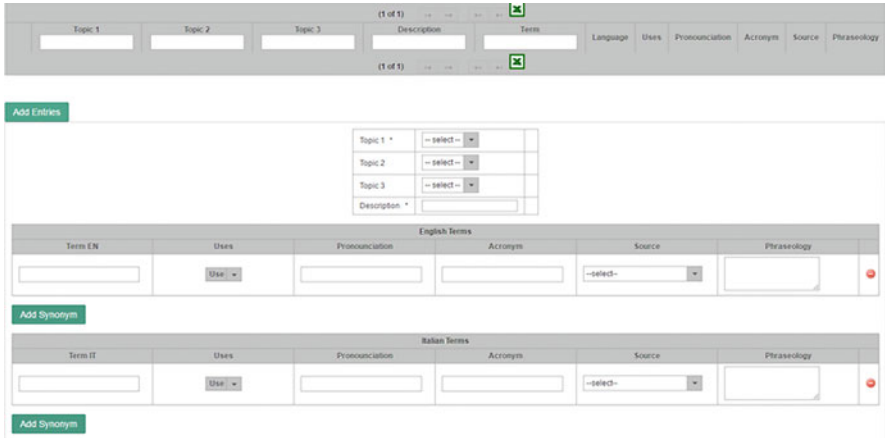 (1 of 1)
Topic 1 Topic 2 Topic 3 Description Term Language Uses Pronounciation Acronym Source Phraseology
(1 of 1)
Add Entries
Topic 1 * -- select --
Topic 2 -- select --
Topic 3 -- select --
Description *
English Terms
Term EN Uses Pronounciation Acronym Source Phraseology
Use --select--
Add Synonym
Italian Terms
Term IT Uses Pronounciation Acronym Source Phraseology
Use --select--
Add Synonym